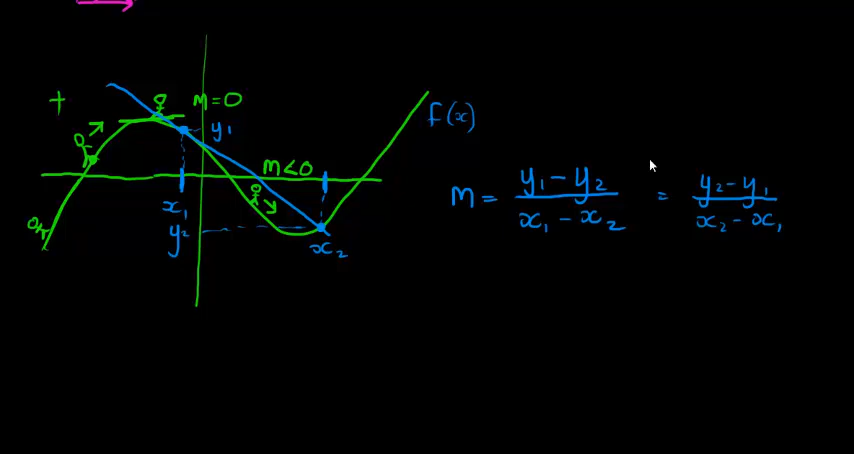 +
m = 0
y₁
f(x)
m < 0
m = y₁ - y₂ / x₁ - x₂ = y₂ - y₁ / x₂ - x₁
x₁
y₂
x₂